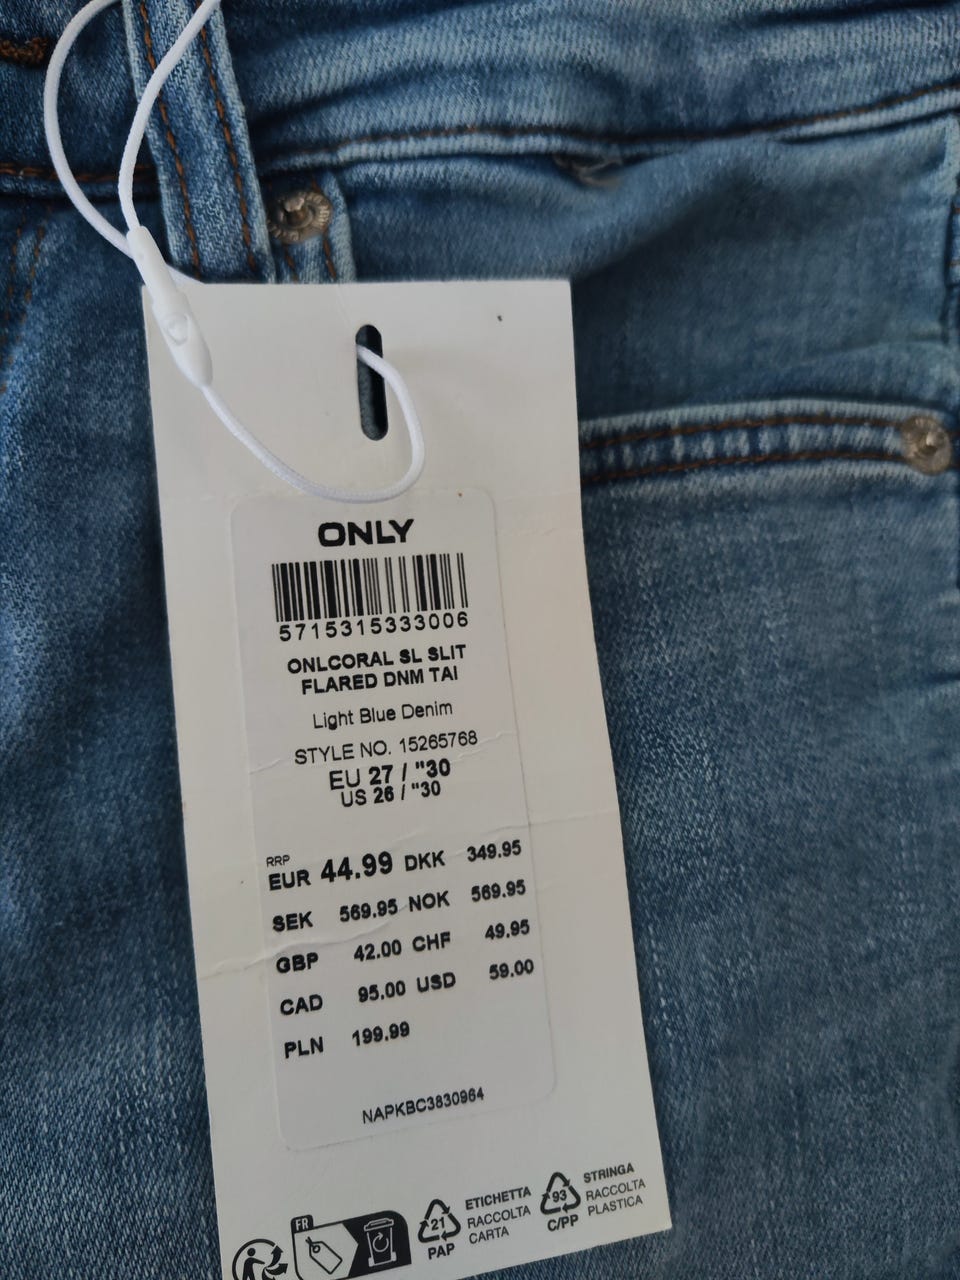 ONLY
5715315333006
ONLCORAL SL SLIT
FLARED DNM TAI
Light Blue Denim
STYLE NO. 15265768
EU 27 / "30
US 26 / "30
RRP
EUR 44.99 DKK 349.95
SEK 569.95 NOK 569.95
GBP 42.00 CHF 49.95
CAD 95.00 USD 59.00
PLN 199.99
NAPKBC3830964
FR
21
PAP
ETICHETTA
RACCOLTA
CARTA
93
C/PP
STRINGA
RACCOLTA
PLASTICA